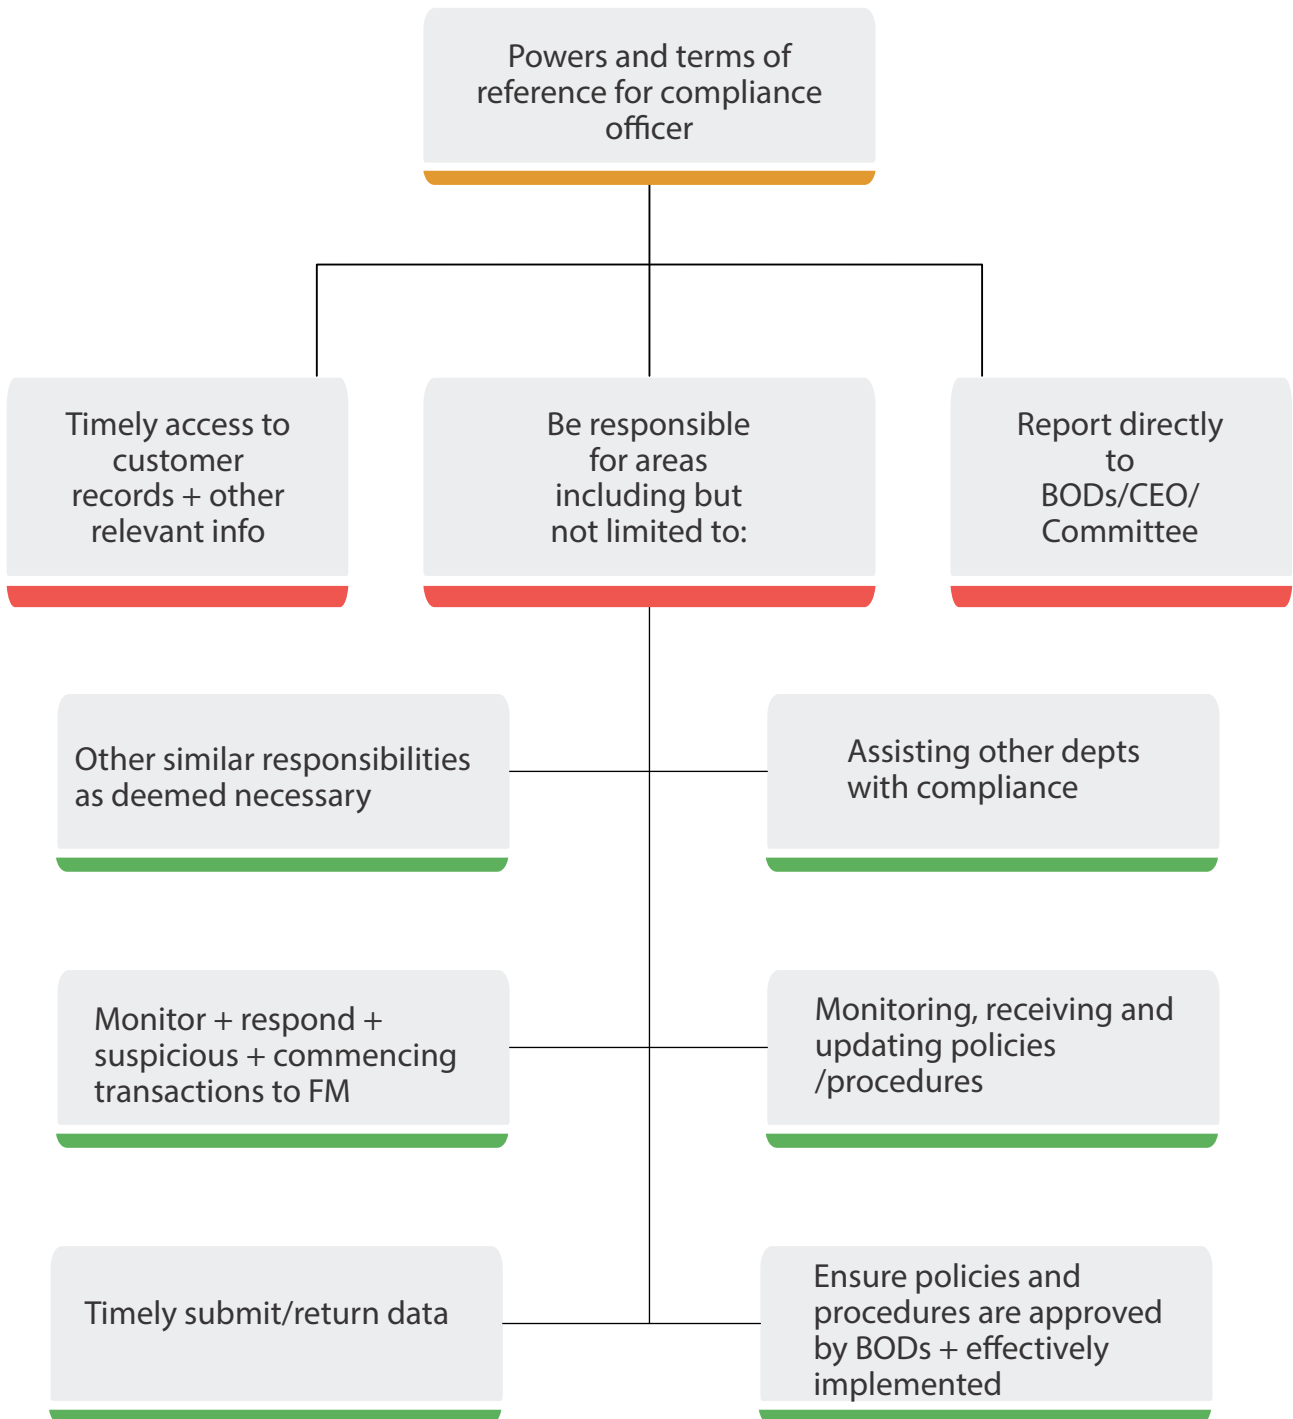 Powers and terms of
reference for compliance
officer
Timely access to
customer
records + other
relevant info
Be responsible
for areas
including but
not limited to:
Report directly
to
BODs/CEO/
Committee
Other similar responsibilities
as deemed necessary
Assisting other depts
with compliance
Monitor + respond +
suspicious + commencing
transactions to FM
Monitoring, receiving and
updating policies
/procedures
Timely submit/return data
Ensure policies and
procedures are approved
by BODs + effectively
implemented